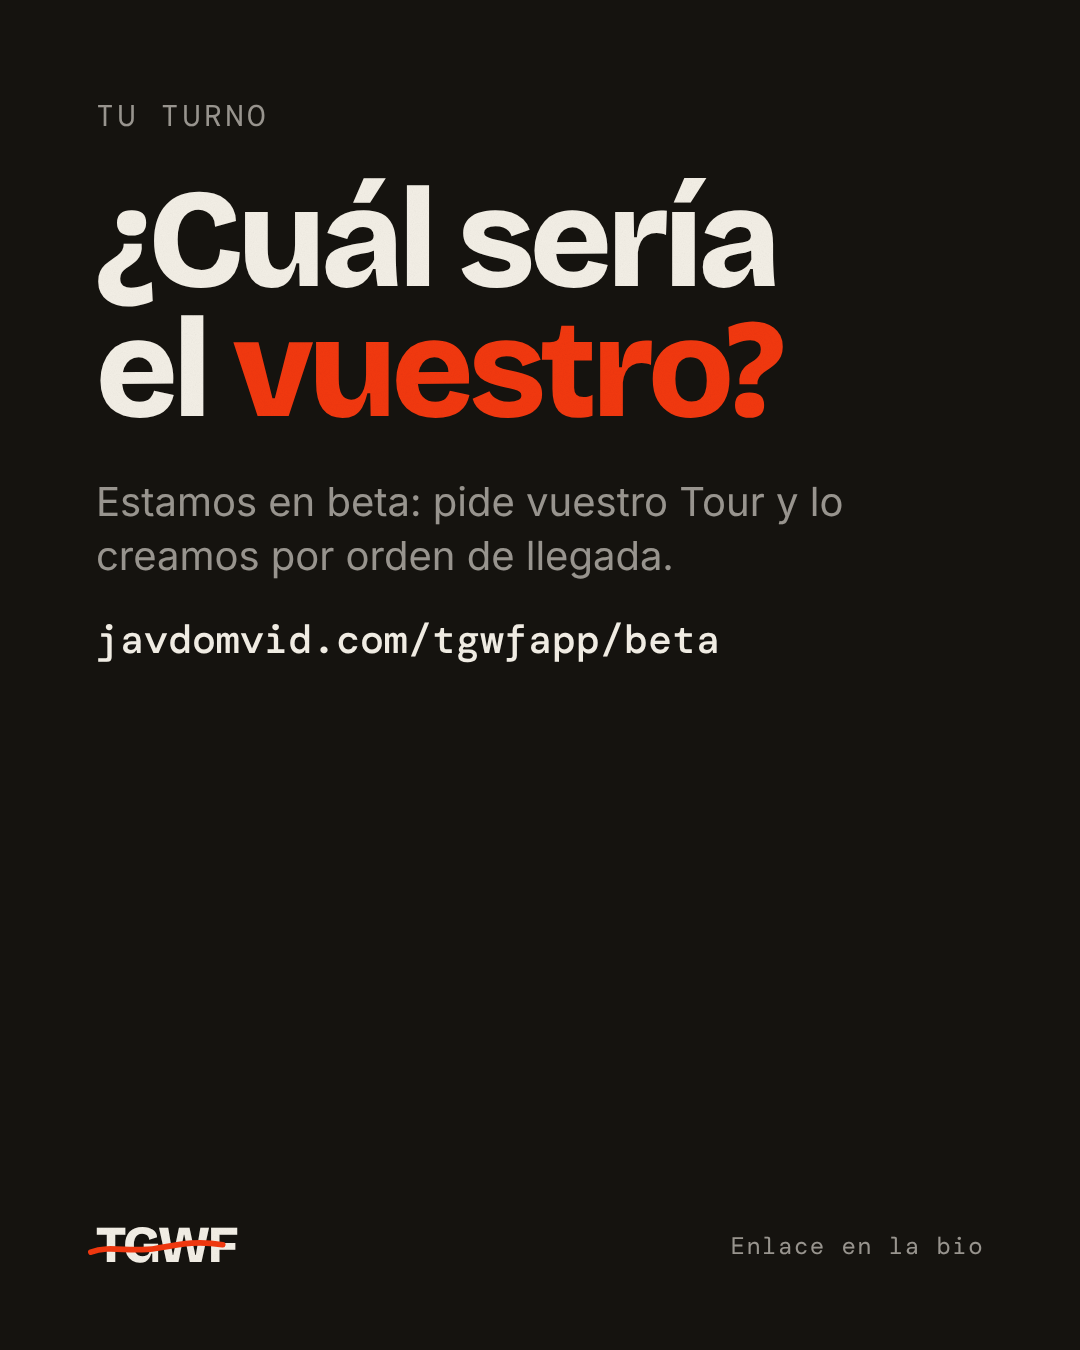 TU TURNO
¿Cuál sería
el vuestro?
Estamos en beta: pide vuestro Tour y lo
creamos por orden de llegada.
javdomvid.com/tgwfapp/beta
TGWF
Enlace en la bio